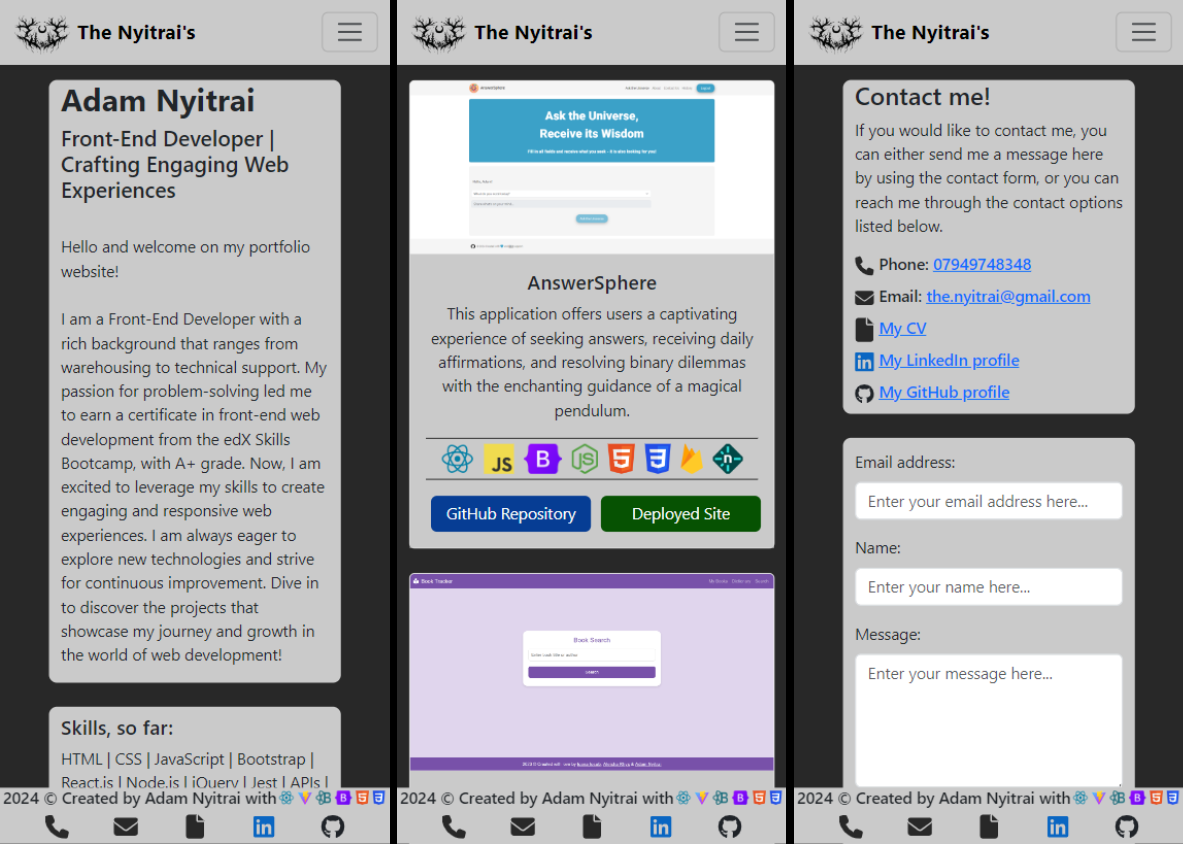 The Nyitrai's
Adam Nyitrai
Front-End Developer |
Crafting Engaging Web
Experiences
Hello and welcome on my portfolio
website!
I am a Front-End Developer with a
rich background that ranges from
warehousing to technical support. My
passion for problem-solving led me
to earn a certificate in front-end web
development from the edX Skills
Bootcamp, with A+ grade. Now, I am
excited to leverage my skills to create
engaging and responsive web
experiences. I am always eager to
explore new technologies and strive
for continuous improvement. Dive in
to discover the projects that
showcase my journey and growth in
the world of web development!
Skills, so far:
HTML | CSS | JavaScript | Bootstrap |
React.js | Node.js | jQuery | Jest | APIs |
2024 © Created by Adam Nyitrai with
The Nyitrai's
AnswerSphere
Ask the Universe,
Receive its Wisdom
Hello, Adam!
AnswerSphere
This application offers users a captivating
experience of seeking answers, receiving daily
affirmations, and resolving binary dilemmas
with the enchanting guidance of a magical
pendulum.
JS B JS 5 3 n
GitHub Repository
Deployed Site
Book Tracker
Search
Book Search
2024 © Created by Adam Nyitrai with
The Nyitrai's
Contact me!
If you would like to contact me, you
can either send me a message here
by using the contact form, or you can
reach me through the contact options
listed below.
Phone: 07949748348
Email: the.nyitrai@gmail.com
My CV
in My LinkedIn profile
My GitHub profile
Email address:
Enter your email address here...
Name:
Enter your name here...
Message:
Enter your message here...
2024 © Created by Adam Nyitrai with